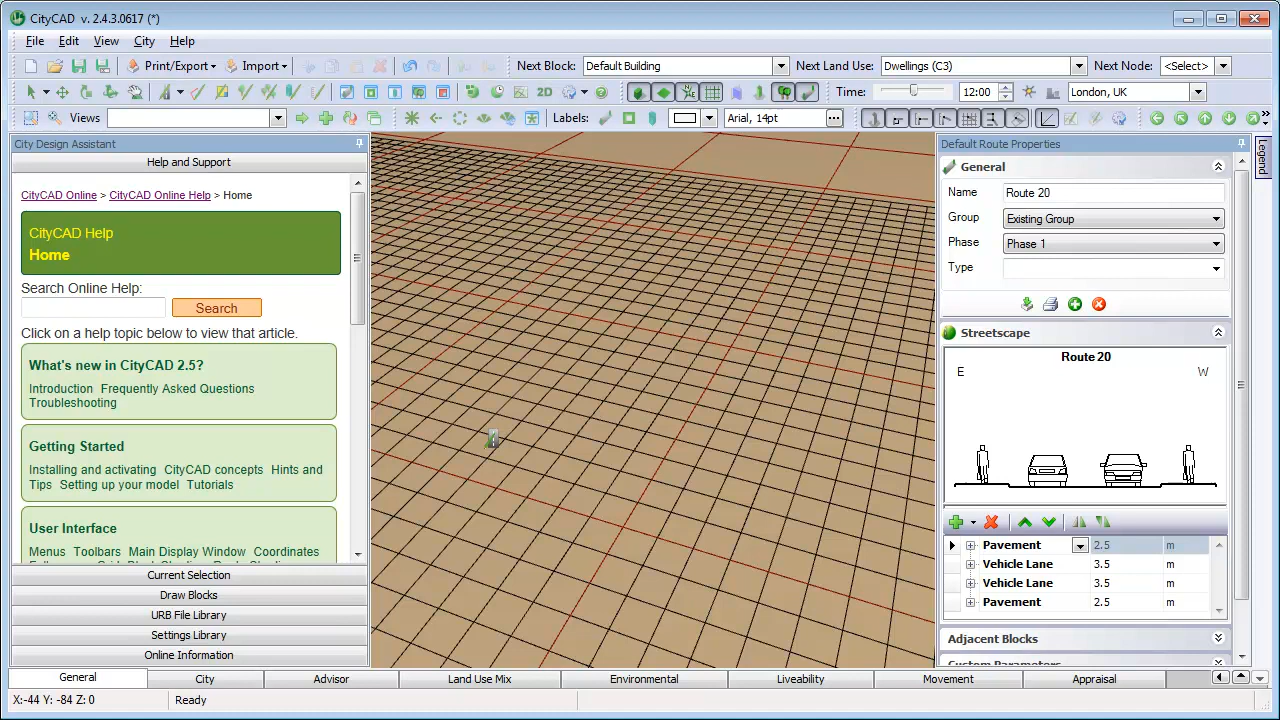 CityCAD v. 2.4.3.0617 (*)
File Edit View City Help
Print/Export Import Next Block: Default Building Next Land Use: Dwellings (C3) Next Node: <Select>
2D Time: 12:00 London, UK
Views Labels: Arial, 14pt ...
City Design Assistant
Help and Support
CityCAD Online > CityCAD Online Help > Home
CityCAD Help
Home
Search Online Help:
Search
Click on a help topic below to view that article.
What's new in CityCAD 2.5?
Introduction Frequently Asked Questions
Troubleshooting
Getting Started
Installing and activating CityCAD concepts Hints and
Tips Setting up your model Tutorials
User Interface
Menus Toolbars Main Display Window Coordinates
Current Selection
Draw Blocks
URB File Library
Settings Library
Online Information
Default Route Properties
Legend
General
Name Route 20
Group Existing Group
Phase Phase 1
Type
Streetscape
Route 20
E W
Pavement 2.5 m
Vehicle Lane 3.5 m
Vehicle Lane 3.5 m
Pavement 2.5 m
Adjacent Blocks
Custom Parameters
General City Advisor Land Use Mix Environmental Liveability Movement Appraisal
X:-44 Y:-84 Z:0 Ready